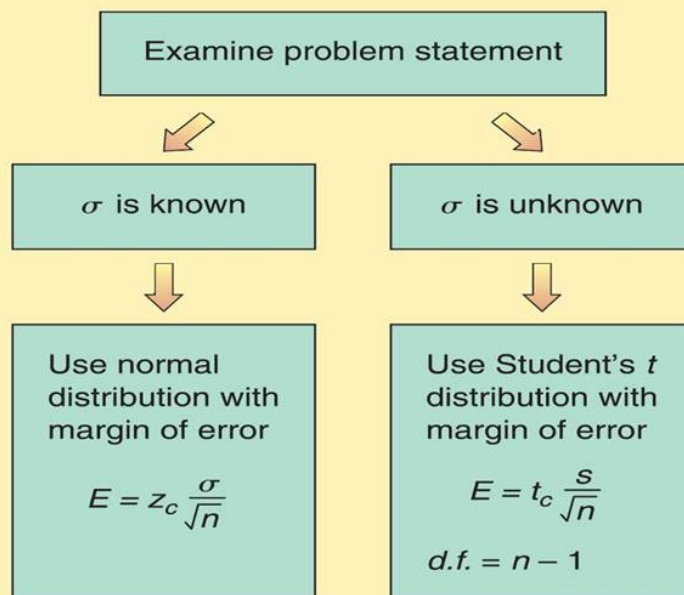 Examine problem statement
σ is known
σ is unknown
Use normal
distribution with
margin of error
E = z_c σ/√n
Use Student's t
distribution with
margin of error
E = t_c s/√n
d.f. = n − 1